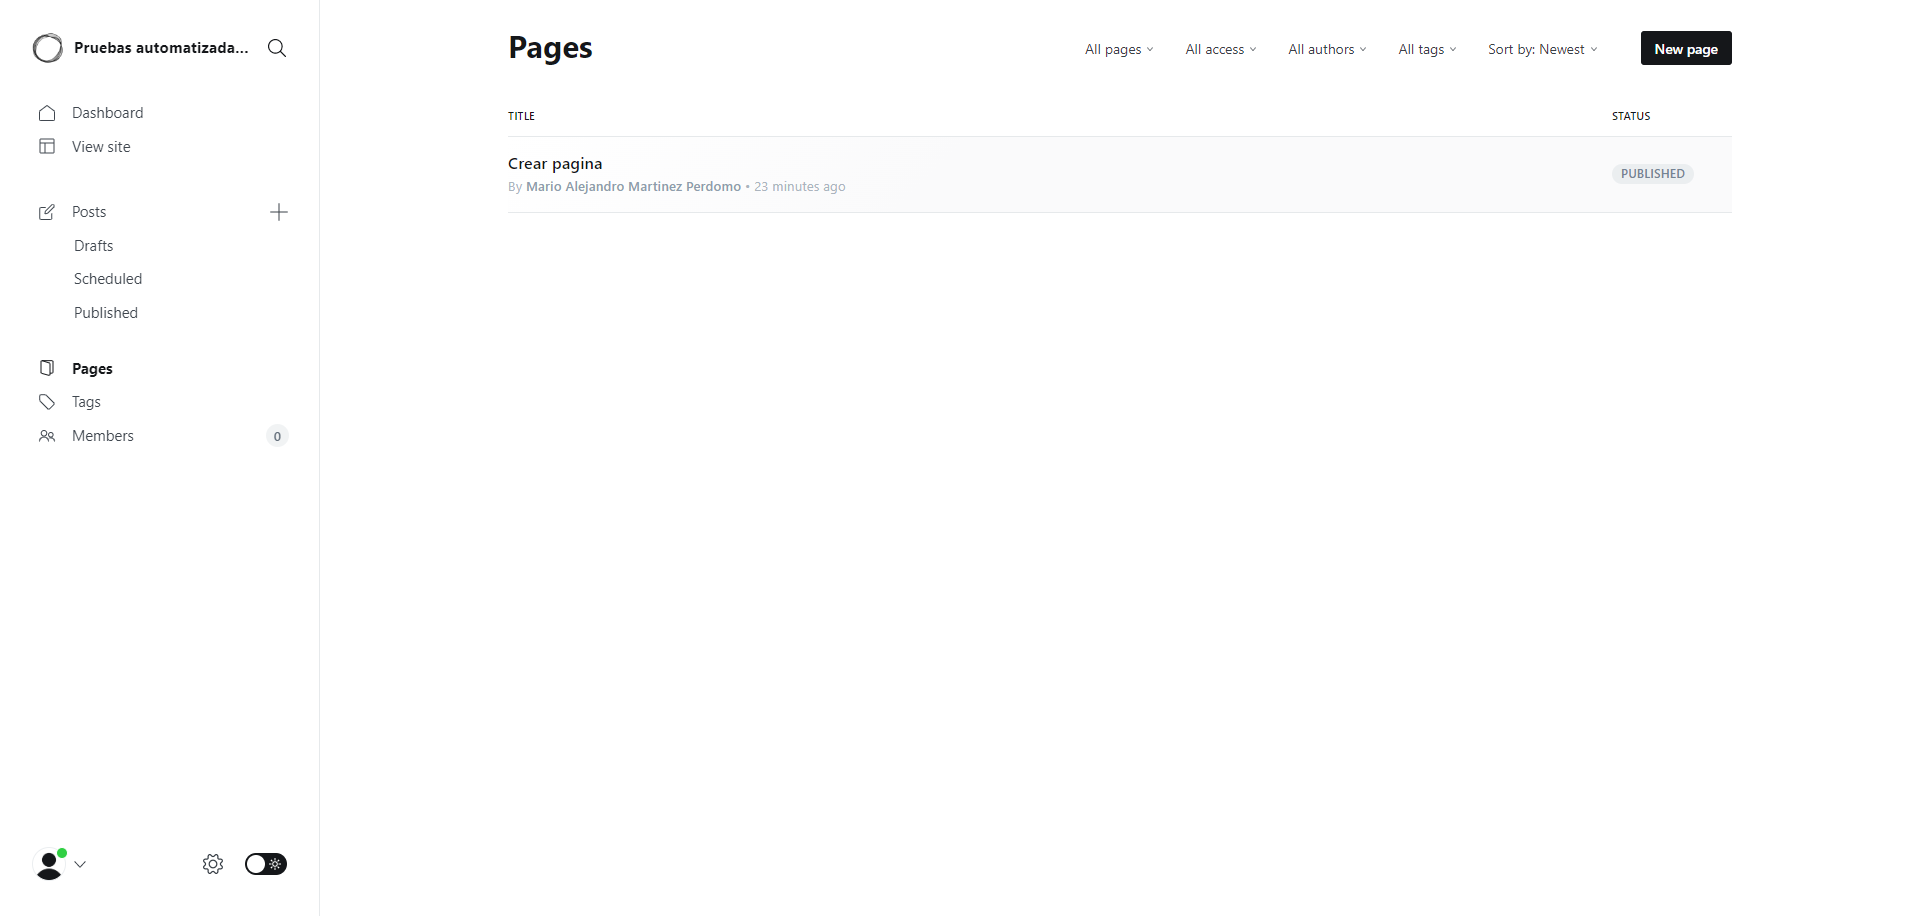 Pruebas automatizada...
Dashboard
View site
Posts
Drafts
Scheduled
Published
Pages
Tags
Members 0
Pages
All pages All access All authors All tags Sort by: Newest New page
TITLE STATUS
Crear pagina
By Mario Alejandro Martinez Perdomo • 23 minutes ago
PUBLISHED